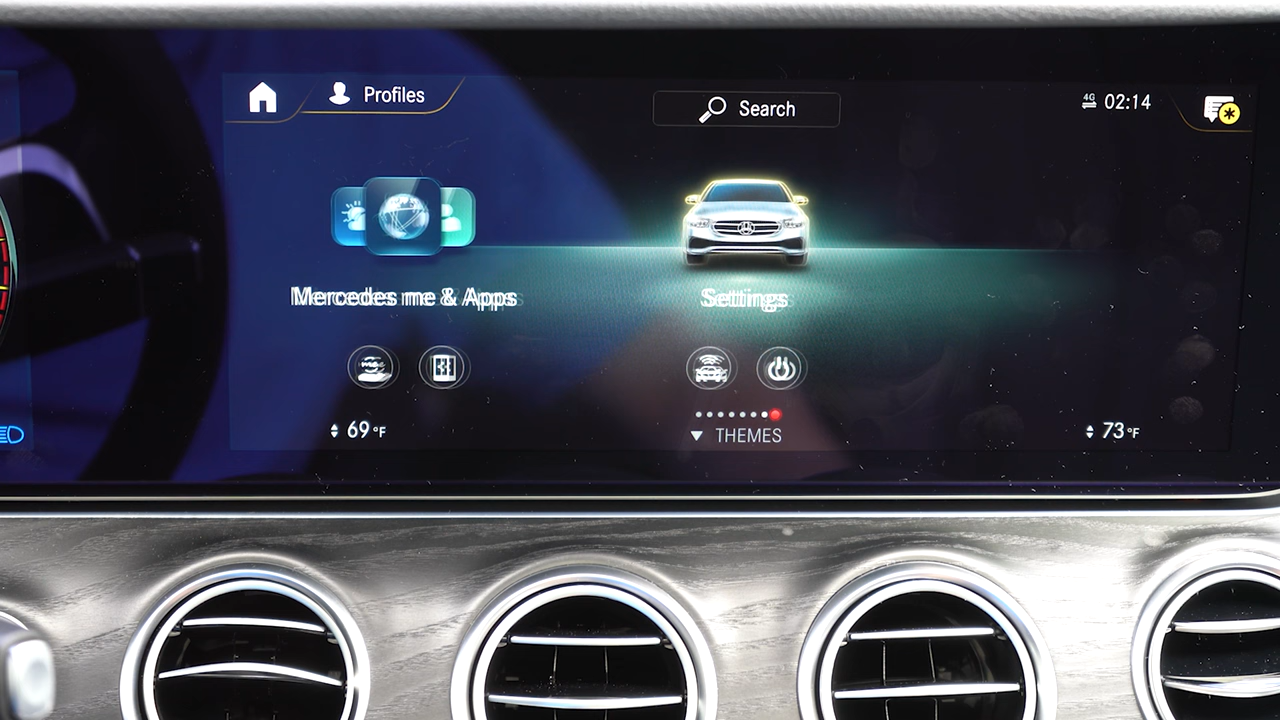 Profiles
Search
4G 02:14
Mercedes me & Apps
Settings
69°F
THEMES
73°F